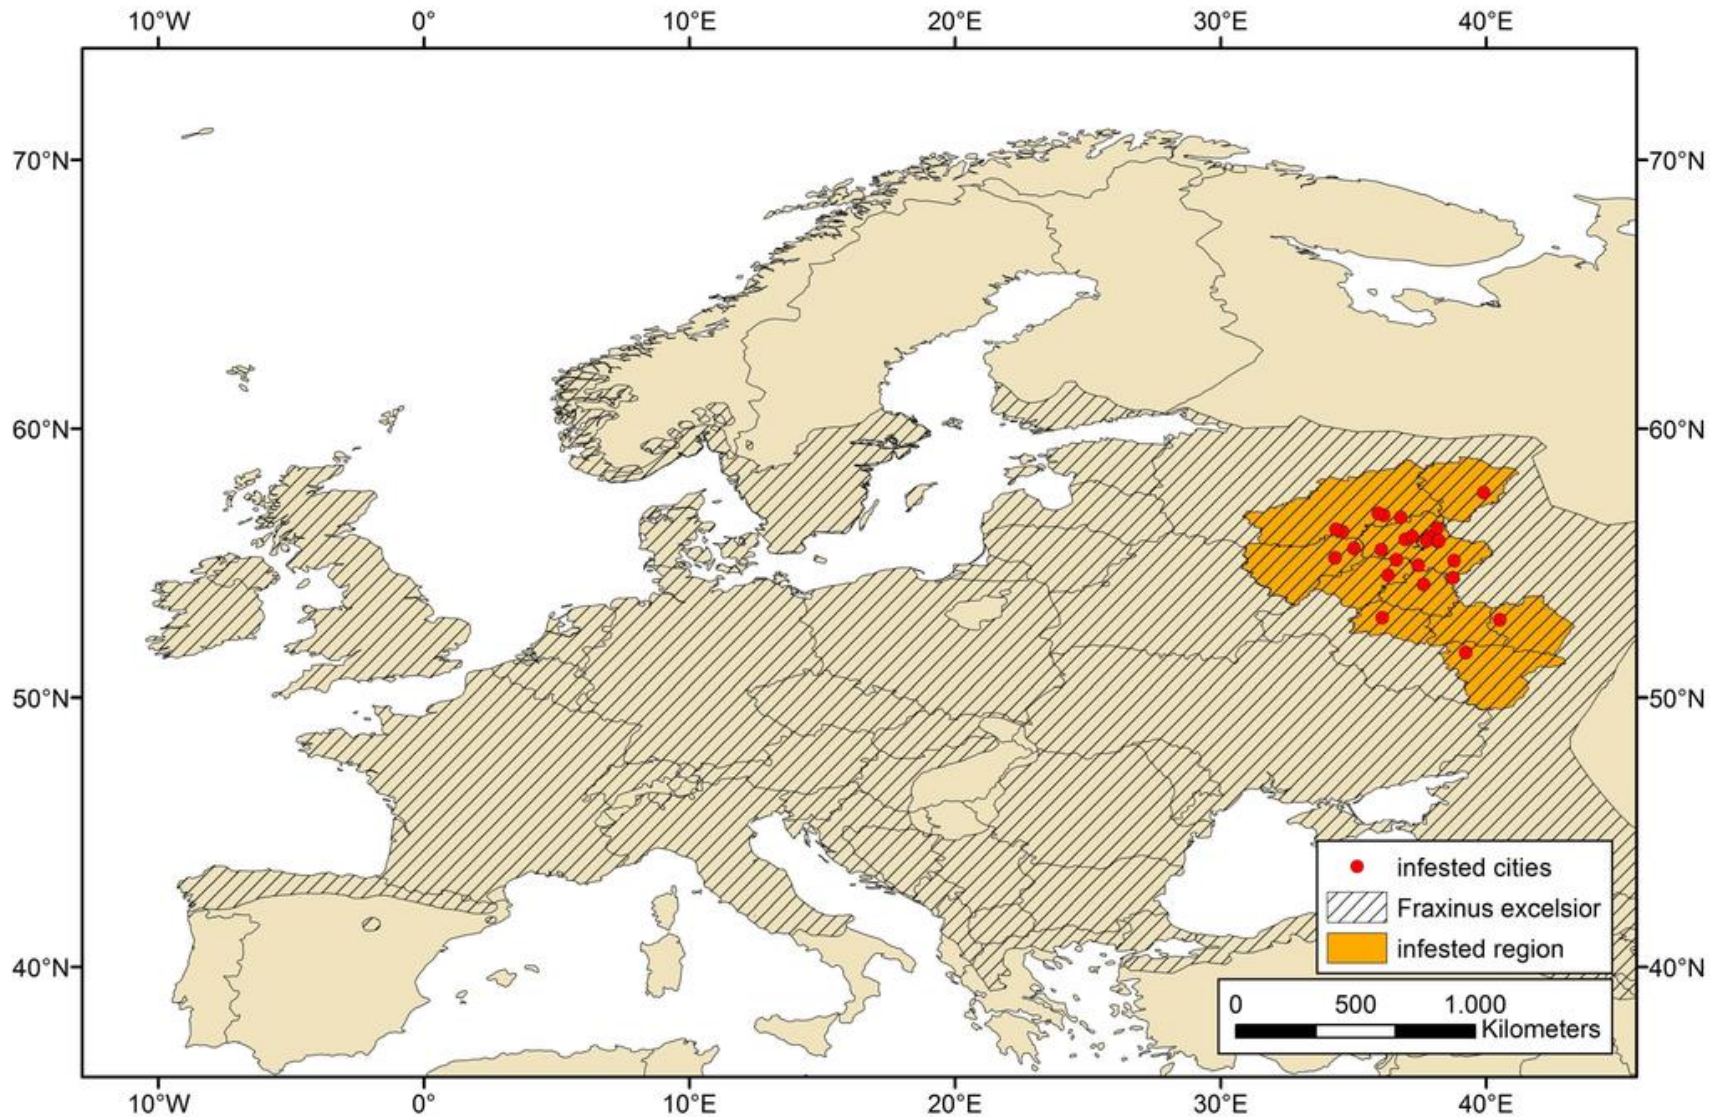 10°W 0° 10°E 20°E 30°E 40°E
70°N 70°N
60°N 60°N
50°N 50°N
infested cities
Fraxinus excelsior
infested region
40°N 40°N
0 500 1.000
Kilometers
10°W 0° 10°E 20°E 30°E 40°E